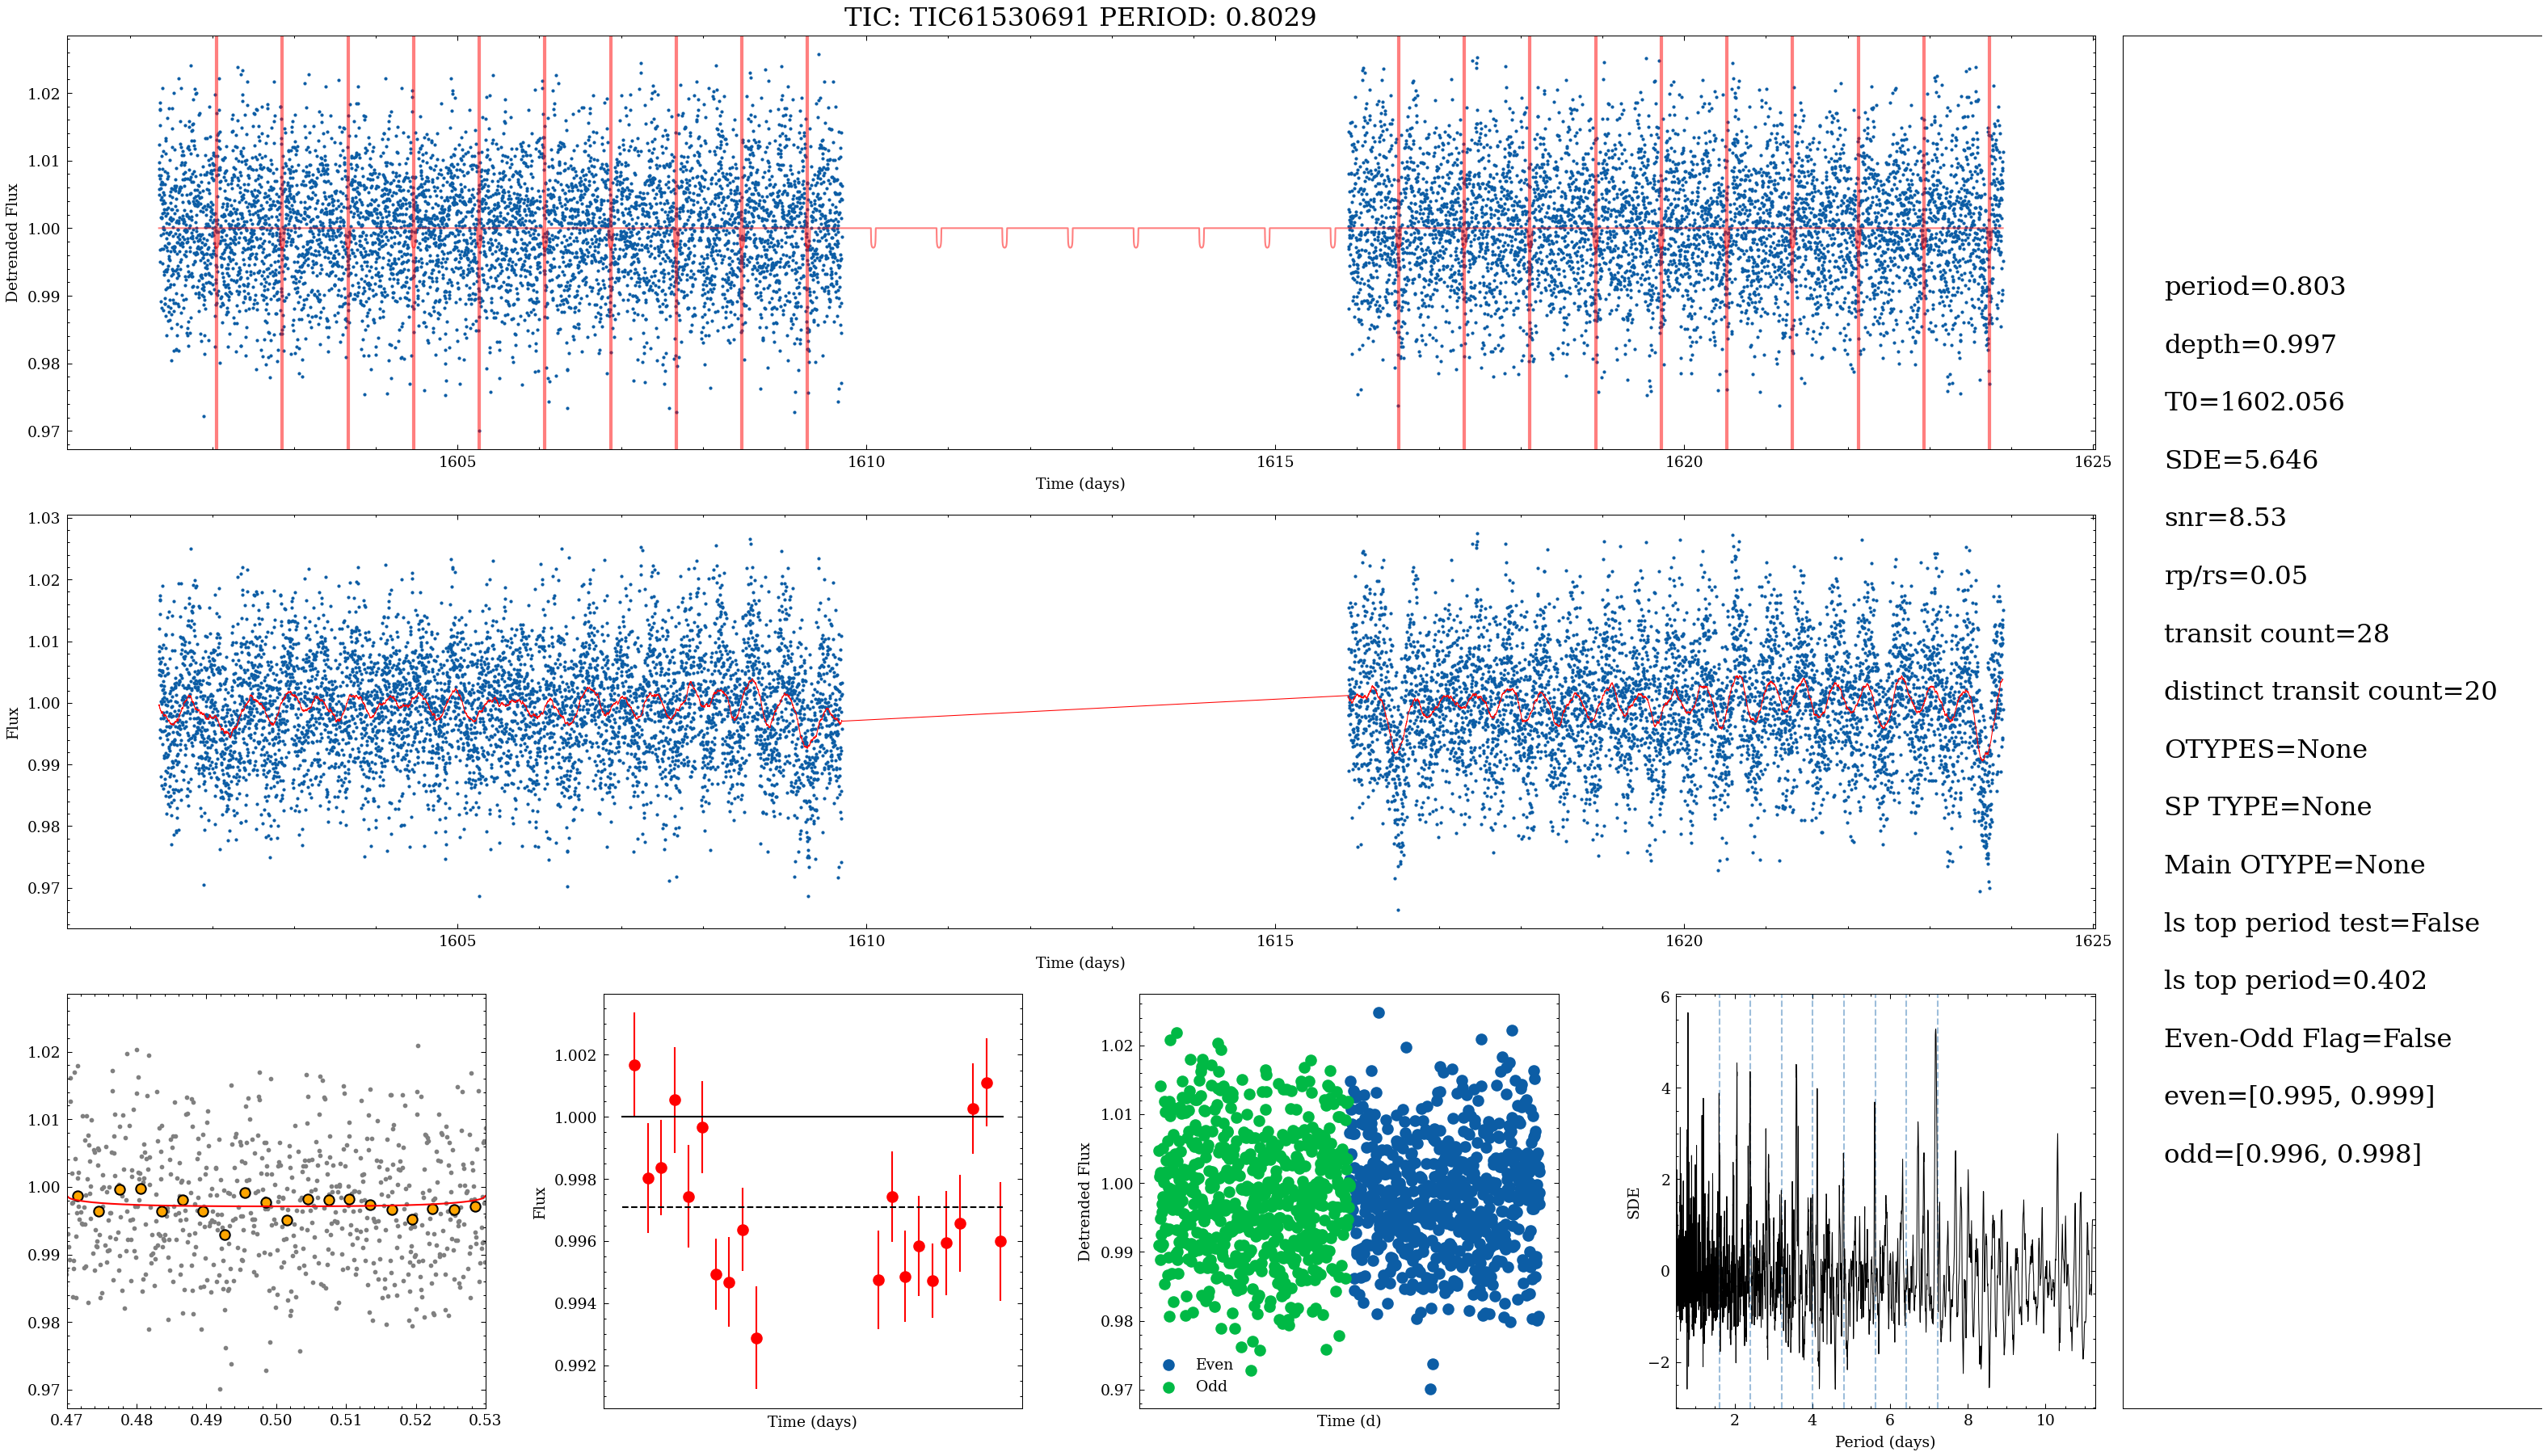 TIC: TIC61530691 PERIOD: 0.8029
Detrended Flux
1.02
1.01
1.00
0.99
0.98
0.97
1605
1610
1615
1620
1625
Time (days)
Flux
1.03
1.02
1.01
1.00
0.99
0.98
0.97
1605
1610
1615
1620
1625
Time (days)
1.02
1.01
1.00
0.99
0.98
0.97
0.47
0.48
0.49
0.50
0.51
0.52
0.53
Flux
1.002
1.000
0.998
0.996
0.994
0.992
Time (days)
Detrended Flux
1.02
1.01
1.00
0.99
0.98
0.97
Even
Odd
Time (d)
SDE
6
4
2
0
−2
2
4
6
8
10
Period (days)
period=0.803
depth=0.997
T0=1602.056
SDE=5.646
snr=8.53
rp/rs=0.05
transit count=28
distinct transit count=20
OTYPES=None
SP TYPE=None
Main OTYPE=None
ls top period test=False
ls top period=0.402
Even-Odd Flag=False
even=[0.995, 0.999]
odd=[0.996, 0.998]